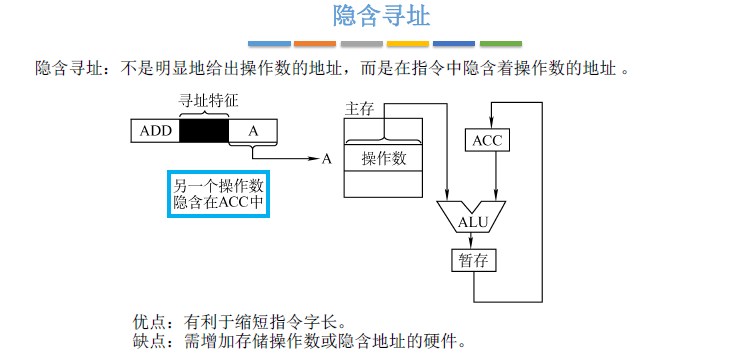 隐含寻址
隐含寻址：不是明显地给出操作数的地址，而是在指令中隐含着操作数的地址 。
寻址特征
ADD
A
A
另一个操作数
隐含在ACC中
主存
操作数
ACC
ALU
暂存
优点：有利于缩短指令字长。
缺点：需增加存储操作数或隐含地址的硬件。